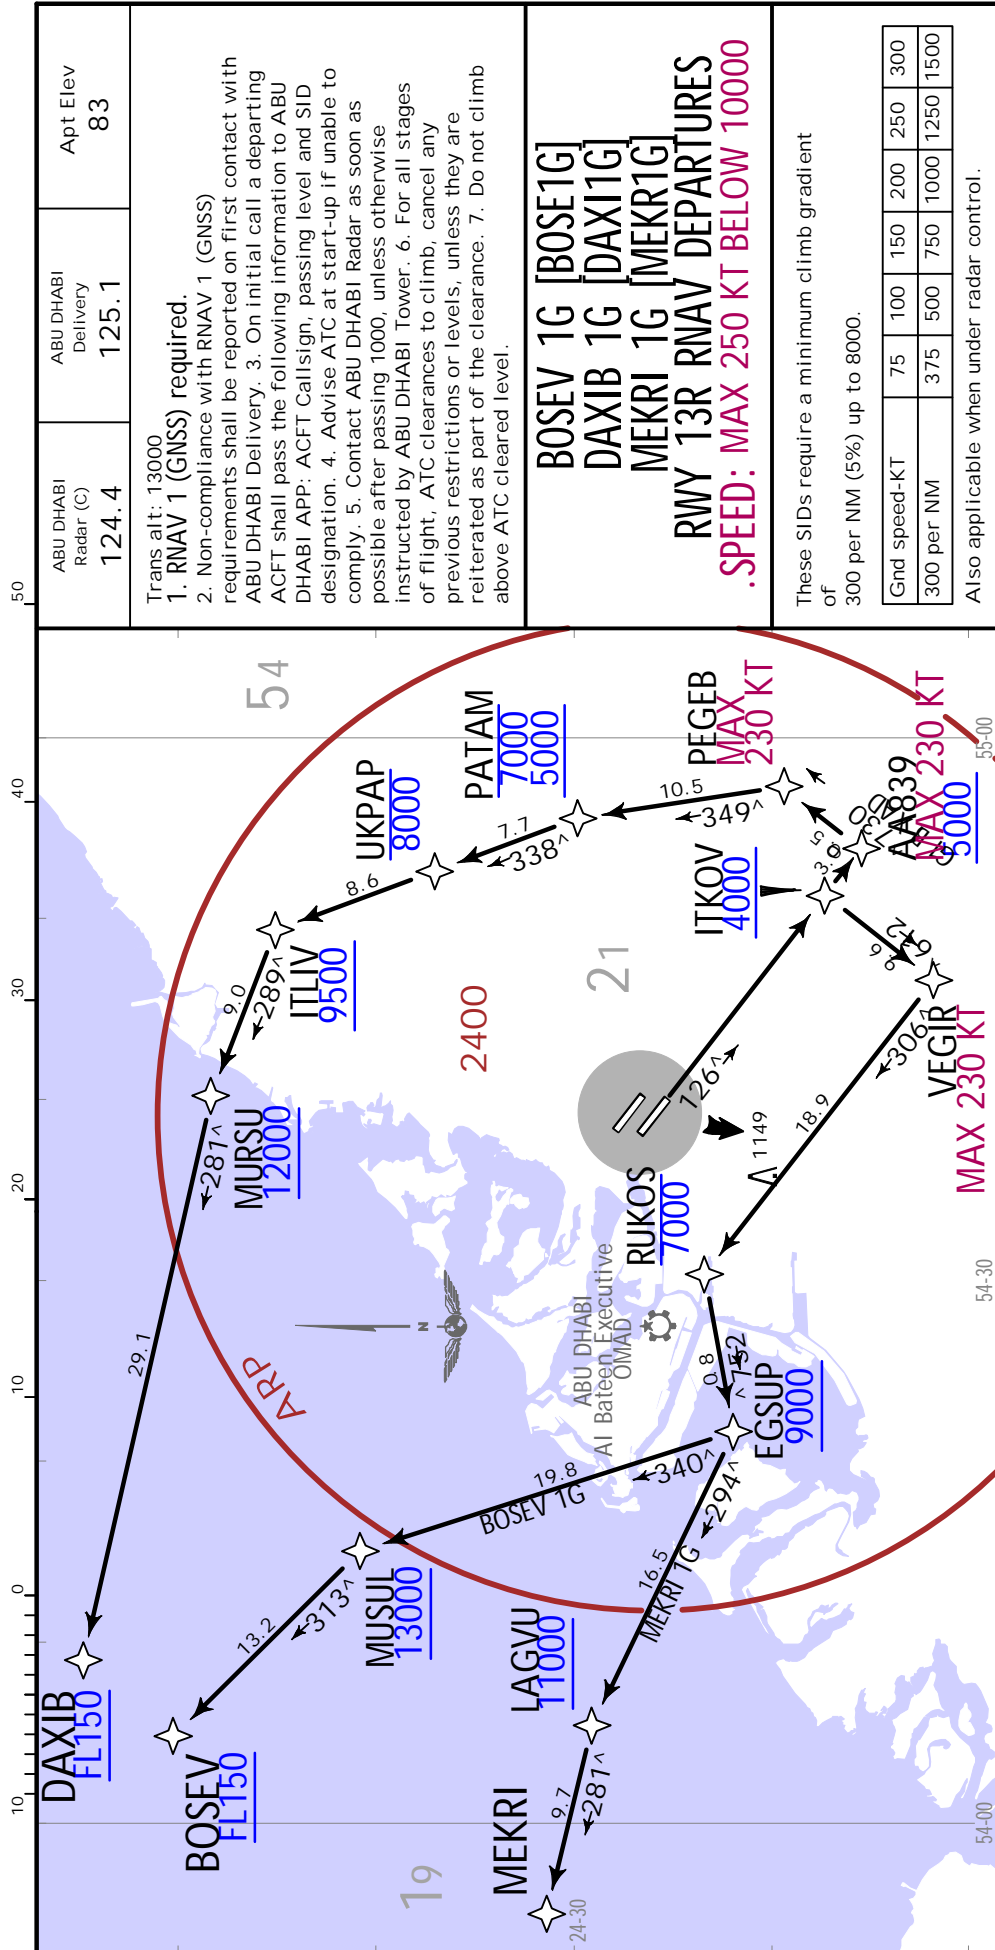 ABU DHABI
Radar (C)
124.4
ABU DHABI
Delivery
125.1
Apt Elev
83
Trans alt: 13000
1. RNAV 1 (GNSS) required.
2. Non-compliance with RNAV 1 (GNSS)
requirements shall be reported on first contact with
ABU DHABI Delivery. 3. On initial call a departing
ACFT shall pass the following information to ABU
DHABI APP: ACFT Callsign, passing level and SID
designation. 4. Advise ATC at start-up if unable to
comply. 5. Contact ABU DHABI Radar as soon as
possible after passing 1000, unless otherwise
instructed by ABU DHABI Tower. 6. For all stages
of flight, ATC clearances to climb, cancel any
previous restrictions or levels, unless they are
reiterated as part of the clearance. 7. Do not climb
above ATC cleared level.
BOSEV 1G [BOSE1G]
DAXIB 1G [DAXI1G]
MEKRI 1G [MEKR1G]
RWY 13R RNAV DEPARTURES
.SPEED: MAX 250 KT BELOW 10000
These SIDs require a minimum climb gradient
of
300 per NM (5%) up to 8000.
Gnd speed-KT 75 100 150 200 250 300
300 per NM 375 500 750 1000 1250 1500
Also applicable when under radar control.
10 0 10 20 30 40 50
DAXIB
FL150
29.1
281^
MURSU
12000
9.0
289^
ITLIV
9500
8.6
UKPAP
8000
7.7
338^
PATAM
7000
5000
10.5
349^
PEGEB
MAX
230 KT
54
BOSEV
FL150
13.2
313^
MUSUL
13000
19.8
BOSEV 1G
340^
ARP
2400
21
19
MEKRI
9.7
281^
LAGVU
11000
16.5
MEKRI 1G
294^
EGSUP
9000
8.0
252^
RUKOS
7000
ABU DHABI
Al Bateen Executive
OMAD
N
1149
126^
ITKOV
4000
3.0
AA839
MAX 230 KT
5000
9.6
VEGIR
MAX 230 KT
306^
18.9
24-30
54-00
54-30
55-00